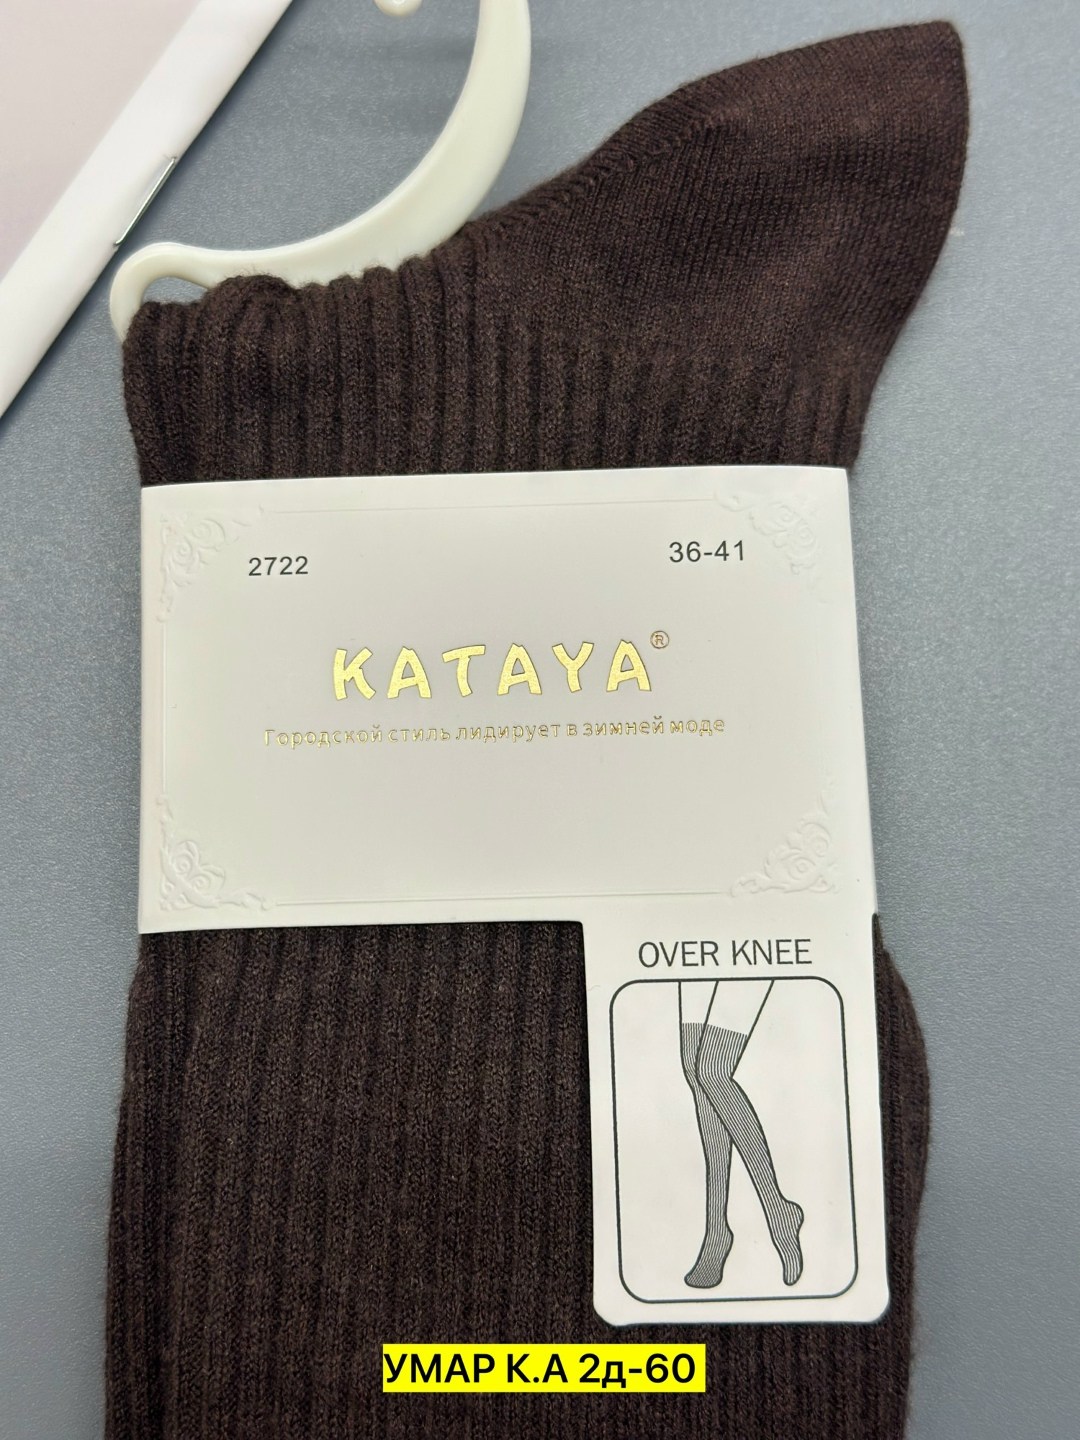 2722
36-41
KATAYA®
Городской стиль лидирует в зимней моде
OVER KNEE
УМАР К.А 2д-60